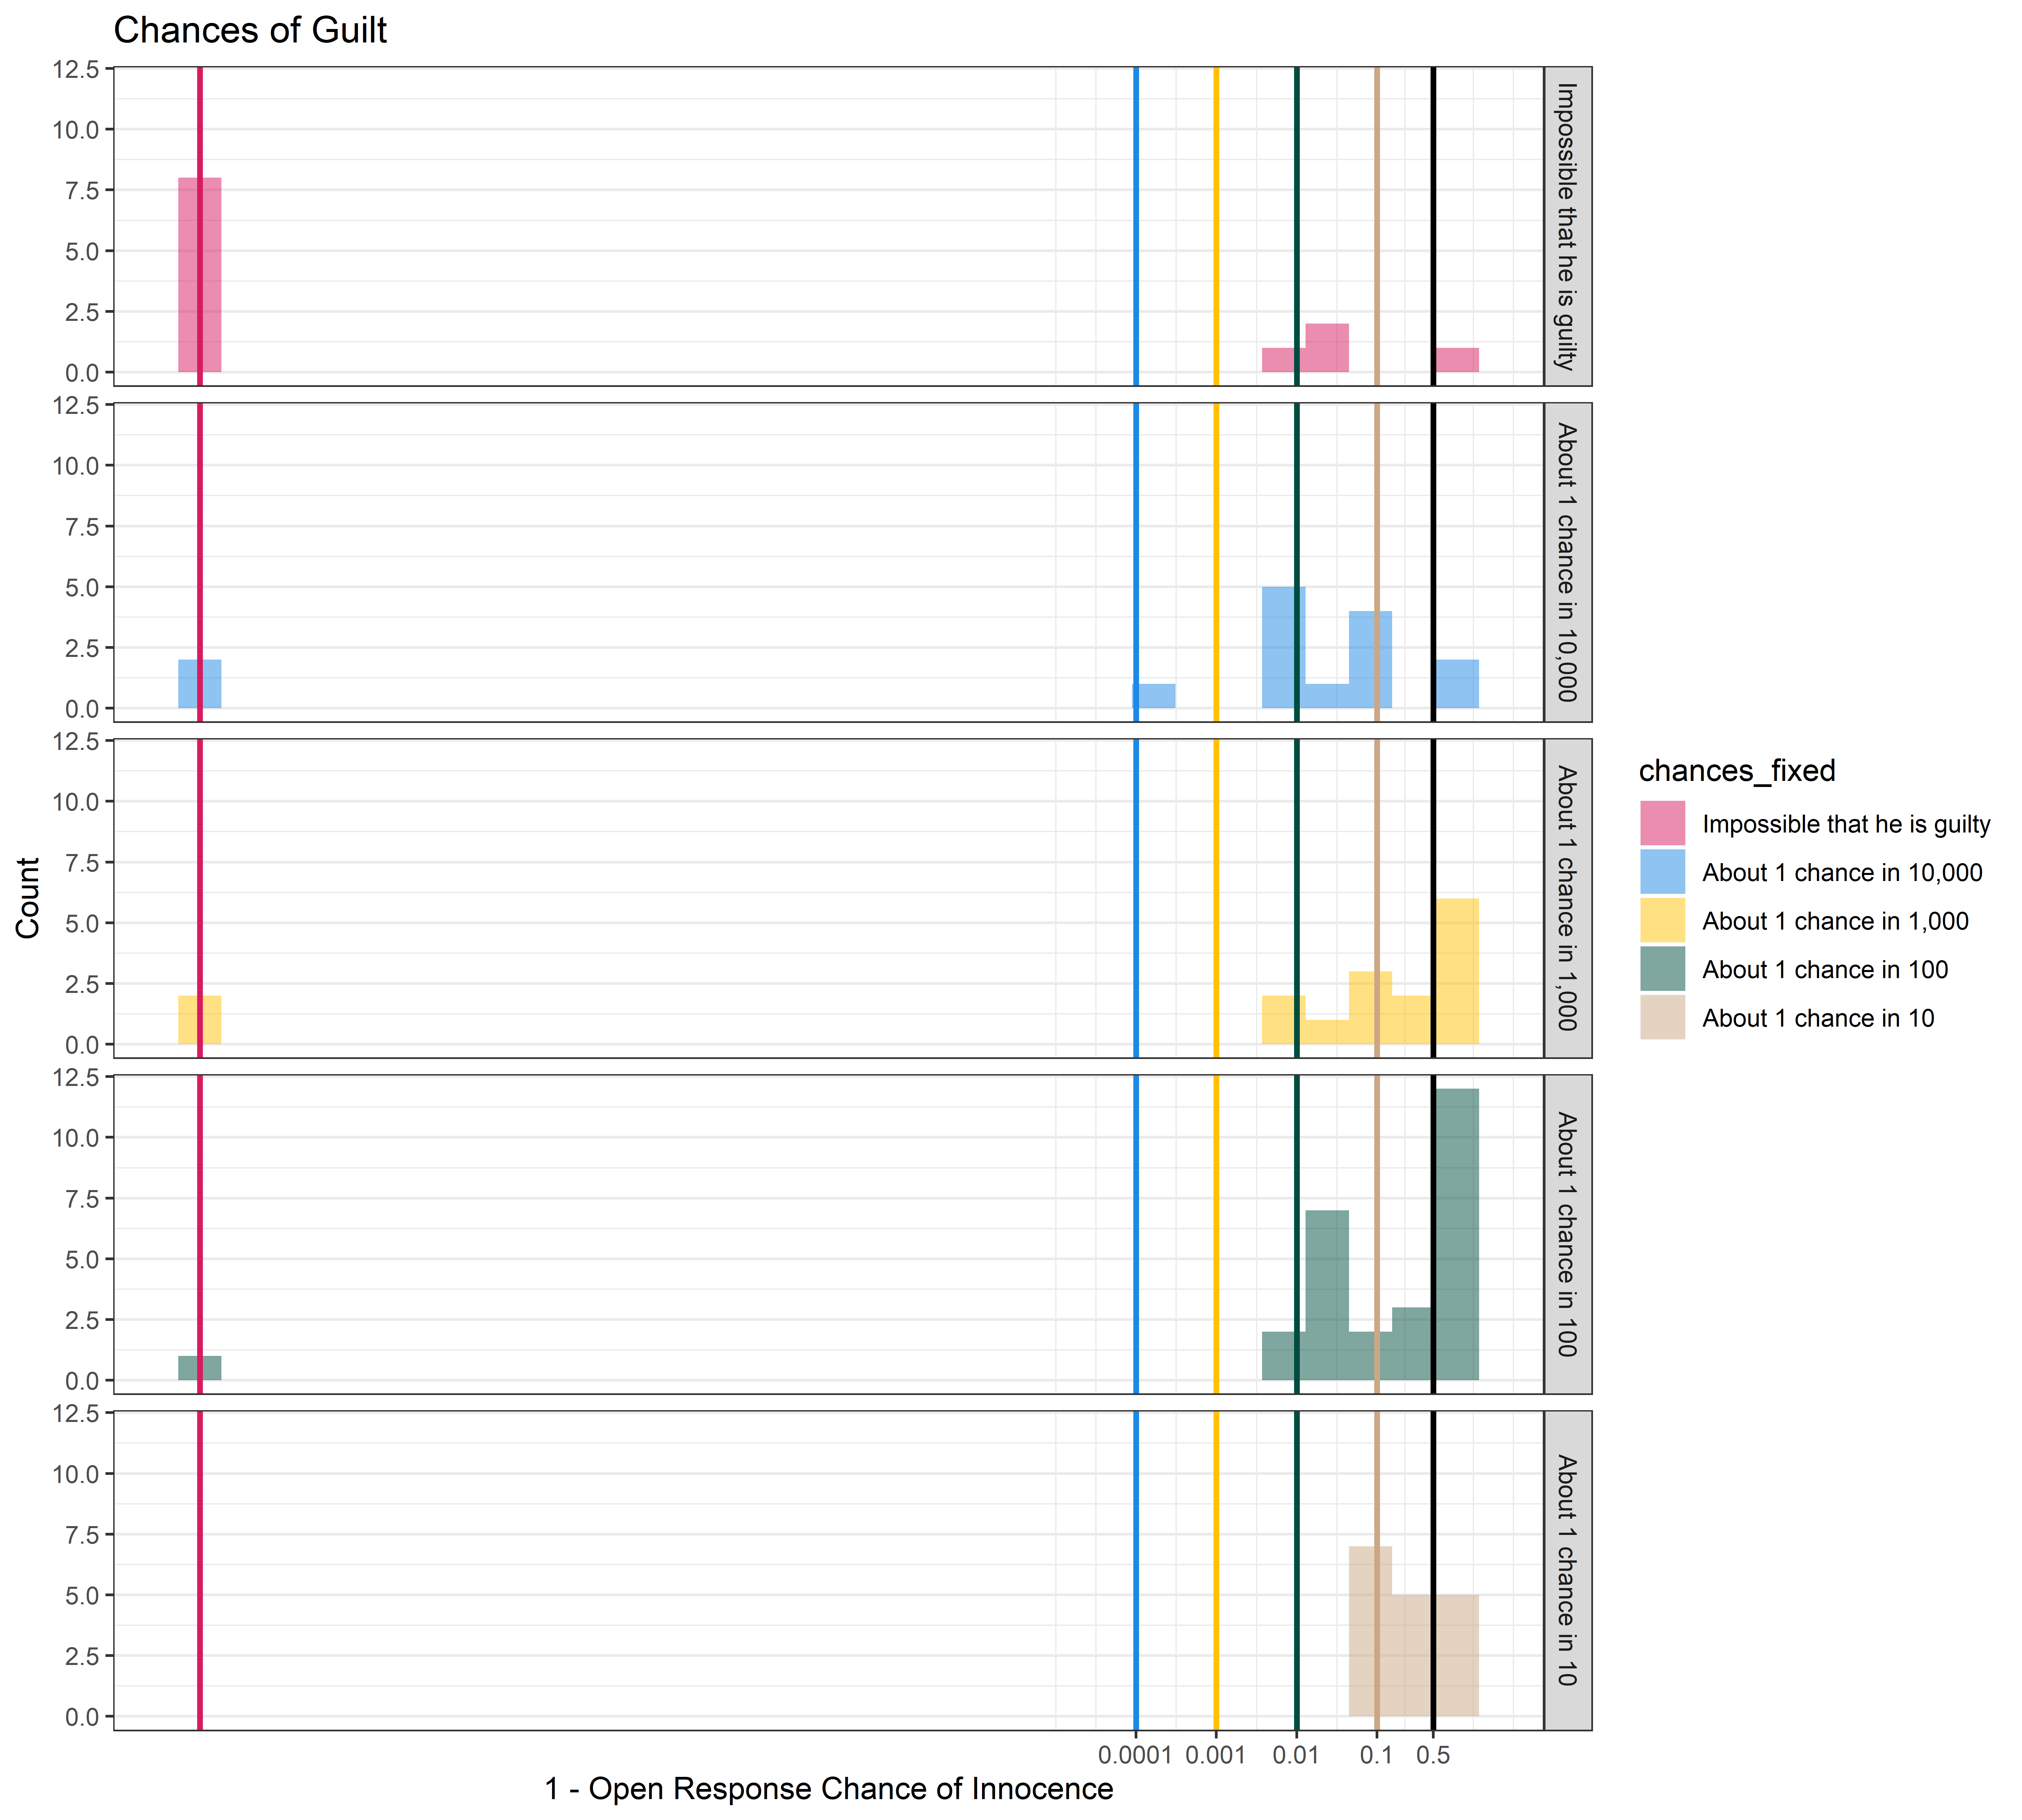 Chances of Guilt
Count
12.5
10.0
7.5
5.0
2.5
0.0
Impossible that he is guilty
12.5
10.0
7.5
5.0
2.5
0.0
About 1 chance in 10,000
12.5
10.0
7.5
5.0
2.5
0.0
About 1 chance in 1,000
12.5
10.0
7.5
5.0
2.5
0.0
About 1 chance in 100
12.5
10.0
7.5
5.0
2.5
0.0
About 1 chance in 10
0.0001 0.001 0.01 0.1 0.5
1 - Open Response Chance of Innocence
chances_fixed
Impossible that he is guilty
About 1 chance in 10,000
About 1 chance in 1,000
About 1 chance in 100
About 1 chance in 10